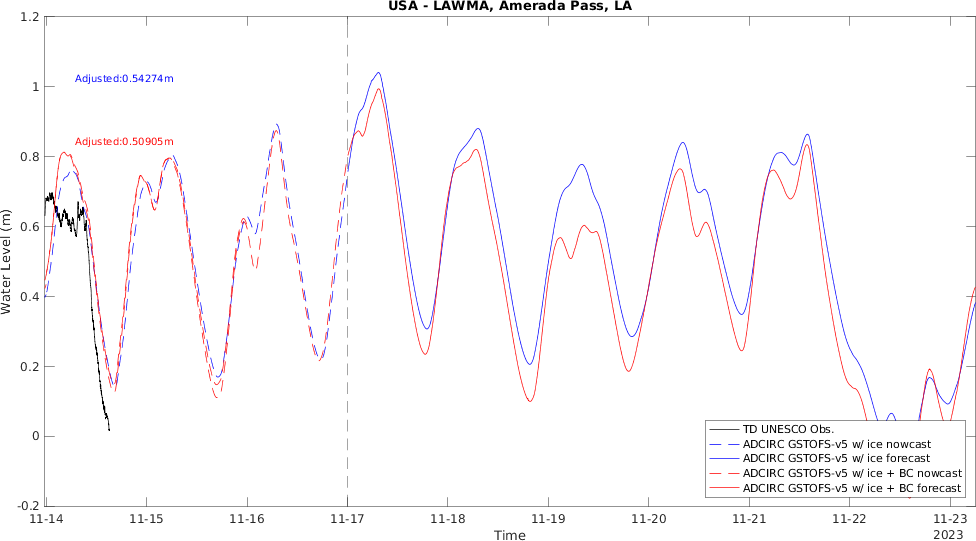 USA - LAWMA, Amerada Pass, LA
1.2
1
0.8
0.6
0.4
0.2
0
-0.2
Water Level (m)
Adjusted:0.54274m
Adjusted:0.50905m
TD UNESCO Obs.
ADCIRC GSTOFS-v5 w/ ice nowcast
ADCIRC GSTOFS-v5 w/ ice forecast
ADCIRC GSTOFS-v5 w/ ice + BC nowcast
ADCIRC GSTOFS-v5 w/ ice + BC forecast
11-14 11-15 11-16 11-17 11-18 11-19 11-20 11-21 11-22 11-23
Time
2023